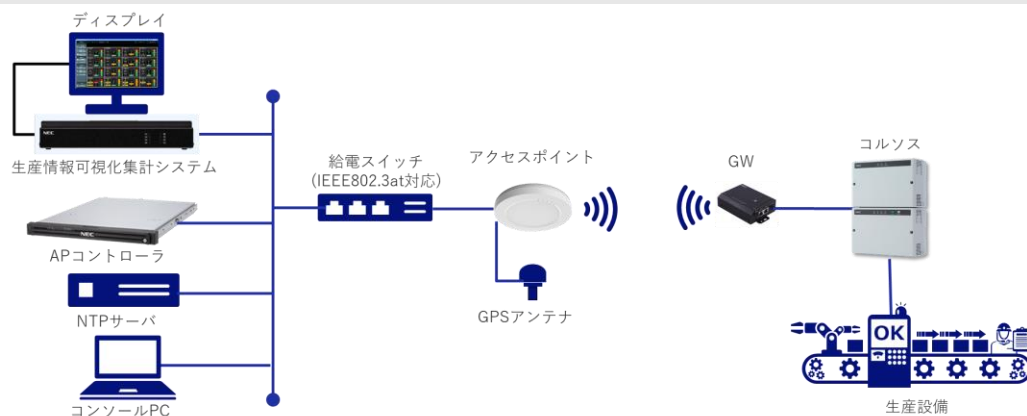 ディスプレイ
NEC
生産情報可視化集計システム
NEC
APコントローラ
NTPサーバ
コンソールPC
給電スイッチ
(IEEE802.3at対応)
アクセスポイント
GPSアンテナ
GW
コルソス
OK
生産設備